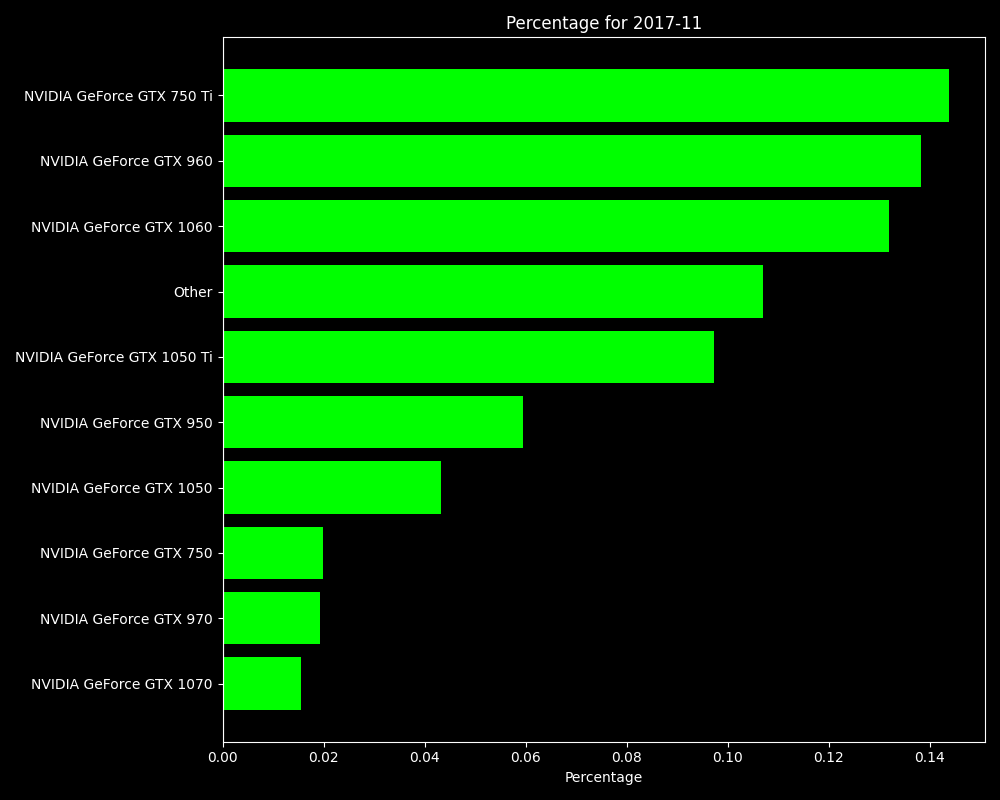 Percentage for 2017-11
NVIDIA GeForce GTX 750 Ti
NVIDIA GeForce GTX 960
NVIDIA GeForce GTX 1060
Other
NVIDIA GeForce GTX 1050 Ti
NVIDIA GeForce GTX 950
NVIDIA GeForce GTX 1050
NVIDIA GeForce GTX 750
NVIDIA GeForce GTX 970
NVIDIA GeForce GTX 1070
0.00 0.02 0.04 0.06 0.08 0.10 0.12 0.14
Percentage